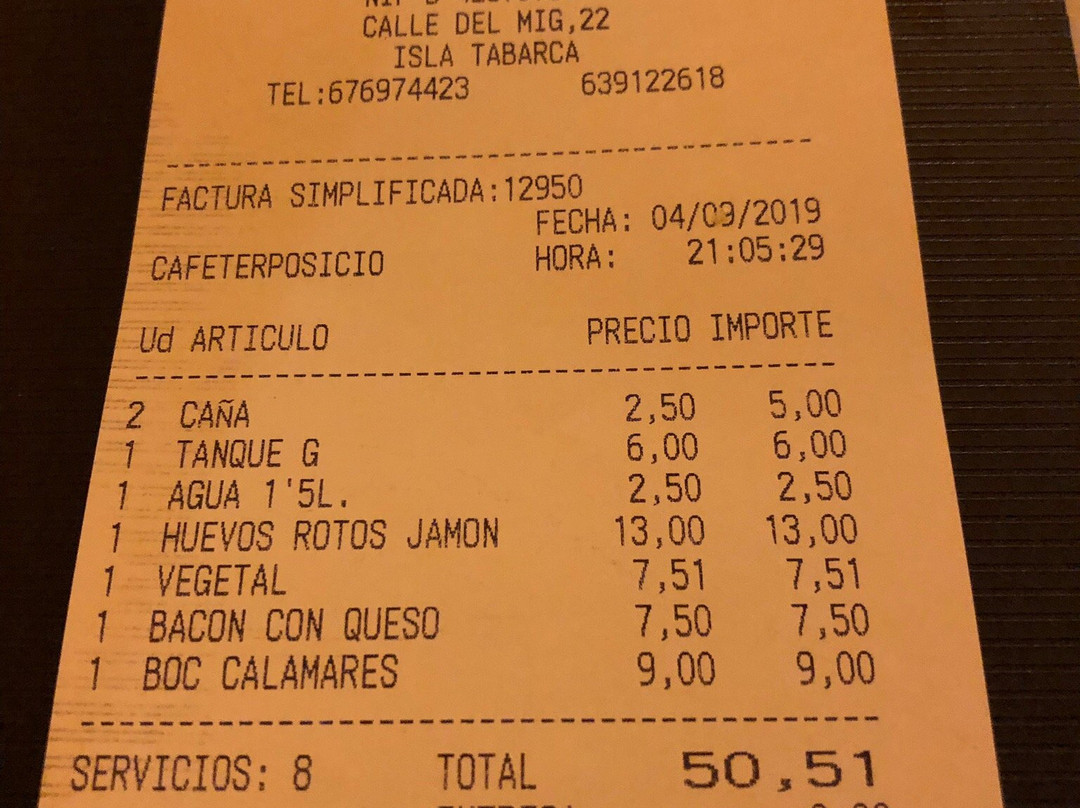 CALLE DEL MIG,22
ISLA TABARCA
TEL:676974423 639122618
FACTURA SIMPLIFICADA:12950
FECHA: 04/09/2019
CAFETERPOSICIO HORA: 21:05:29
Ud ARTICULO PRECIO IMPORTE
2 CAÑA 2,50 5,00
1 TANQUE G 6,00 6,00
1 AGUA 1'5L. 2,50 2,50
1 HUEVOS ROTOS JAMON 13,00 13,00
1 VEGETAL 7,51 7,51
1 BACON CON QUESO 7,50 7,50
1 BOC CALAMARES 9,00 9,00
SERVICIOS: 8 TOTAL 50,51